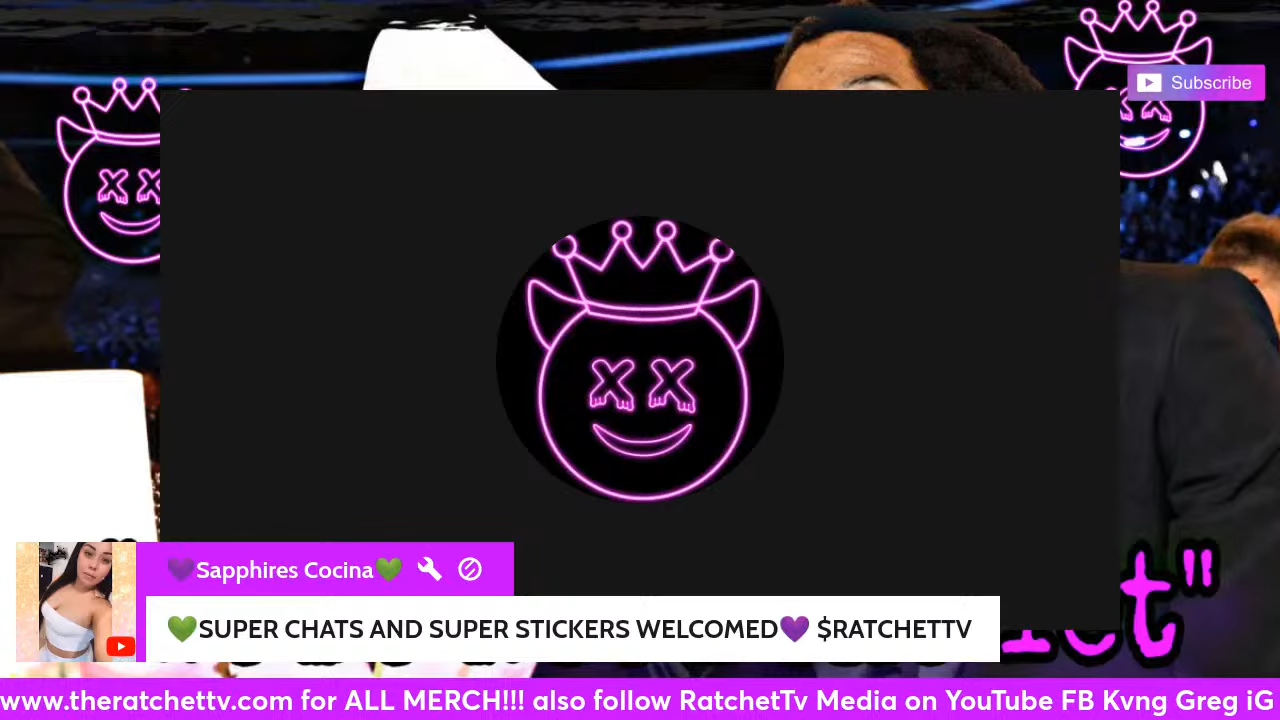 Subscribe
💜Sapphires Cocina💚
💚SUPER CHATS AND SUPER STICKERS WELCOMED💜 $RATCHETTV
www.theratchettv.com for ALL MERCH!!! also follow RatchetTv Media on YouTube FB Kvng Greg iG